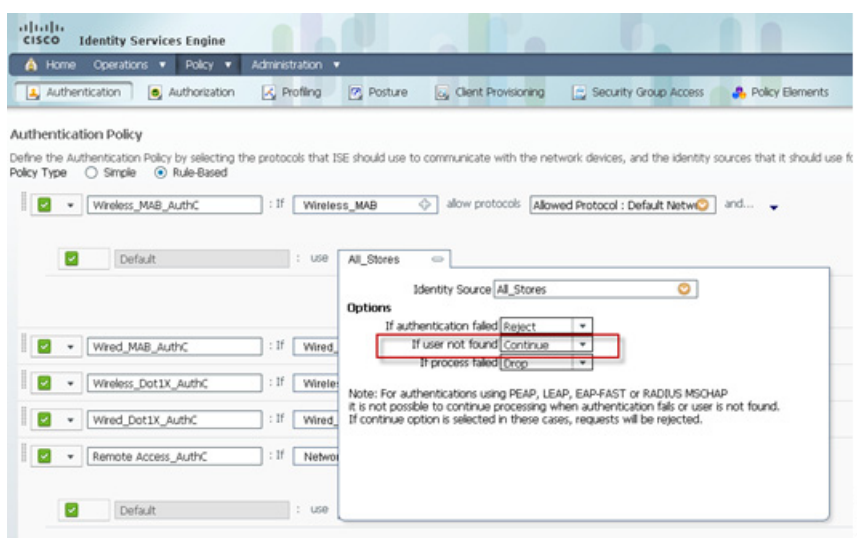 CISCO Identity Services Engine
Home Operations Policy Administration
Authentication Authorization Profiling Posture Client Provisioning Security Group Access Policy Elements
Authentication Policy
Define the Authentication Policy by selecting the protocols that ISE should use to communicate with the network devices, and the identity sources that it should use fo
Policy Type Simple Rule-Based
Wireless_MAB_AuthC : If Wireless_MAB allow protocols Allowed Protocol : Default Netwo and...
Default : use All_Stores
Identity Source All_Stores
Options
If authentication failed Reject
If user not found Continue
If process failed Drop
Note: For authentications using PEAP, LEAP, EAP-FAST or RADIUS MSCHAP
it is not possible to continue processing when authentication fails or user is not found.
If continue option is selected in these cases, requests will be rejected.
Wired_MAB_AuthC : If Wired_
Wireless_Dot1X_AuthC : If Wirele
Wired_Dot1X_AuthC : If Wired_
Remote Access_AuthC : If Netwo
Default : use